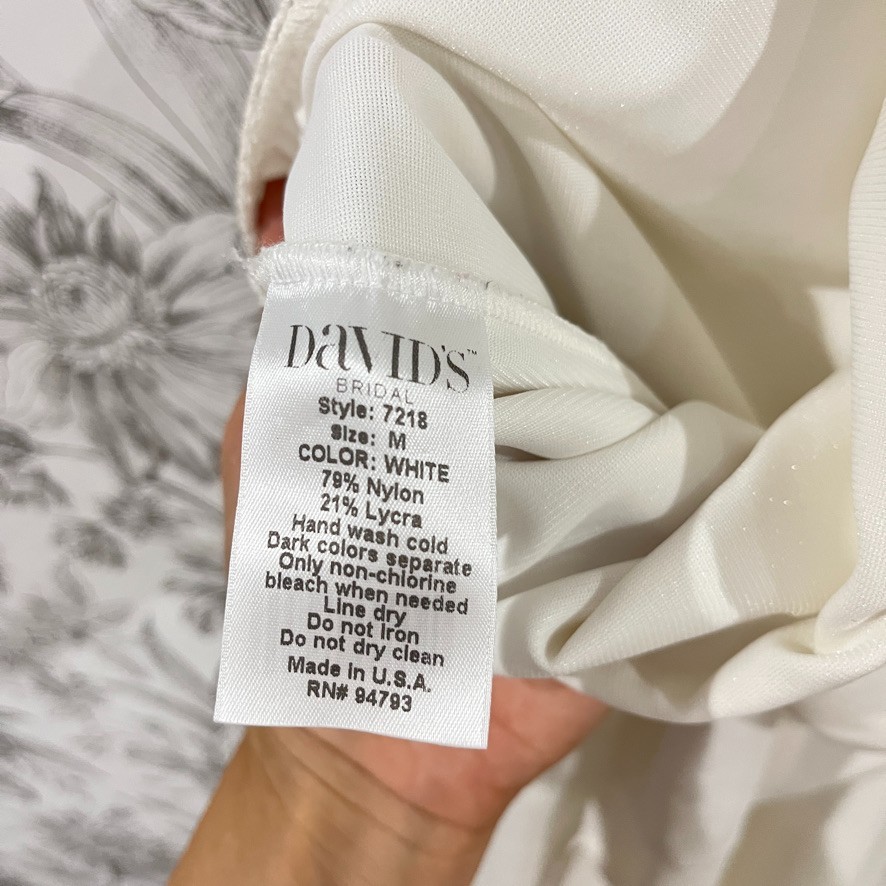 DAVID'S™
BRIDAL
Style: 7218
Size: M
COLOR: WHITE
79% Nylon
21% Lycra
Hand wash cold
Dark colors separate
Only non-chlorine
bleach when needed
Line dry
Do not iron
Do not dry clean
Made in U.S.A.
RN# 94793